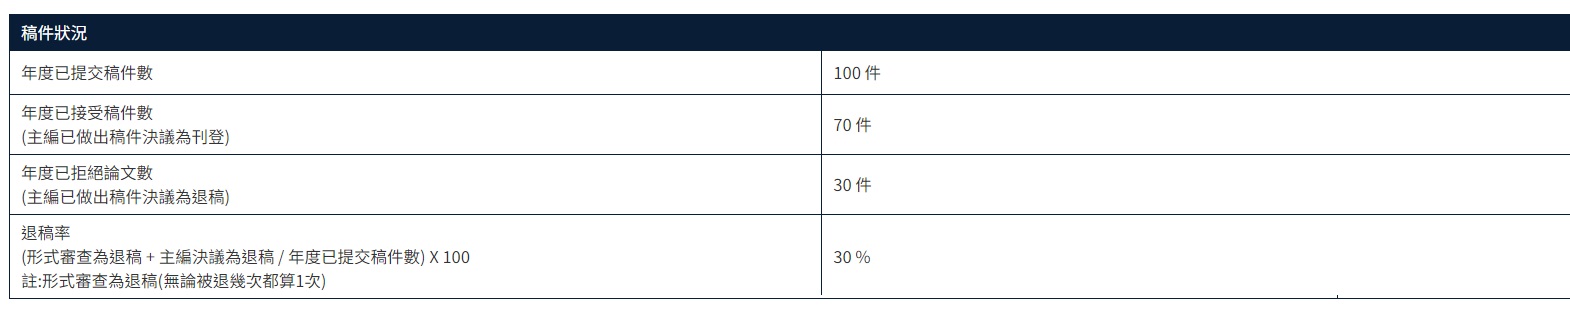 稿件狀況
年度已提交稿件數
100 件
年度已接受稿件數
(主編已做出稿件決議為刊登)
70 件
年度已拒絕論文數
(主編已做出稿件決議為退稿)
30 件
退稿率
(形式審查為退稿 + 主編決議為退稿 / 年度已提交稿件數) X 100
註:形式審查為退稿(無論被退幾次都算1次)
30 %